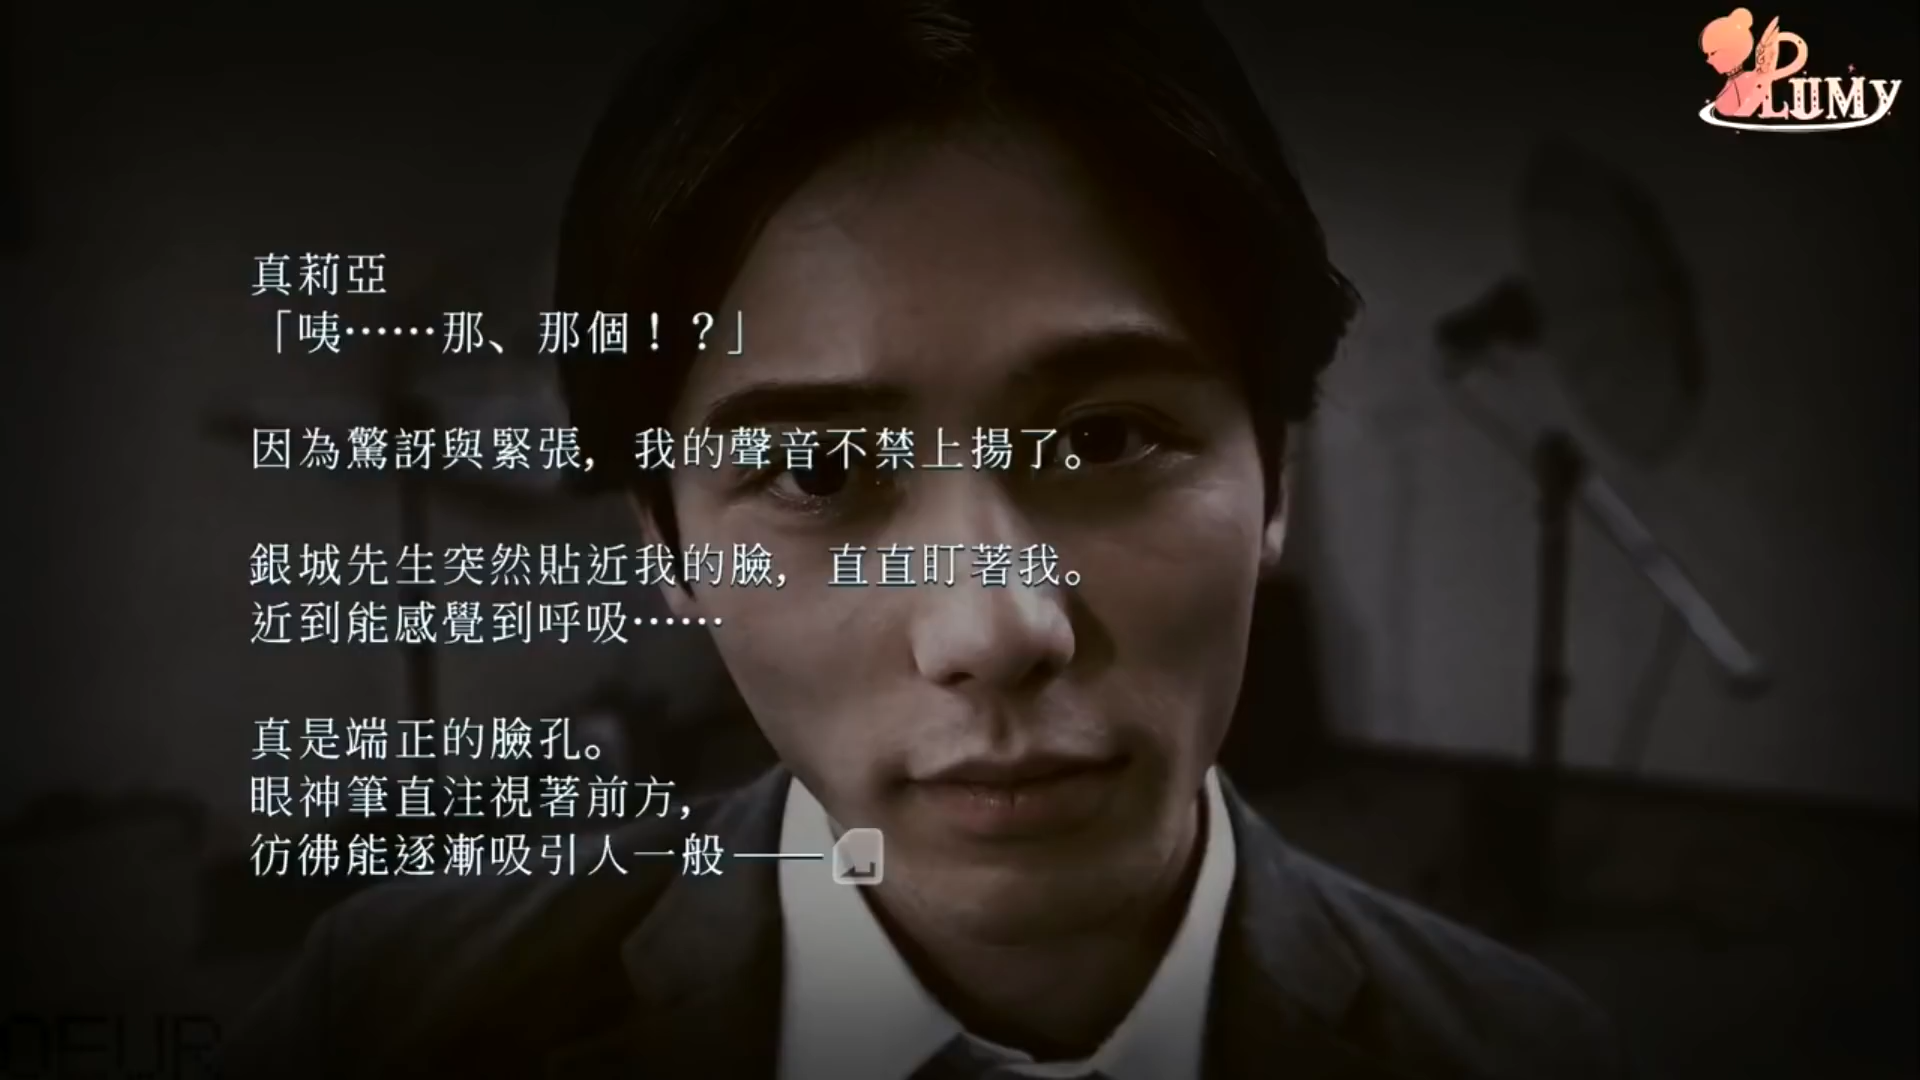 PLUMY
真莉亞
「咦……那、那個！？」
因為驚訝與緊張，我的聲音不禁上揚了。
銀城先生突然貼近我的臉，直直盯著我。
近到能感覺到呼吸……
真是端正的臉孔。
眼神筆直注視著前方，
彷彿能逐漸吸引人一般——